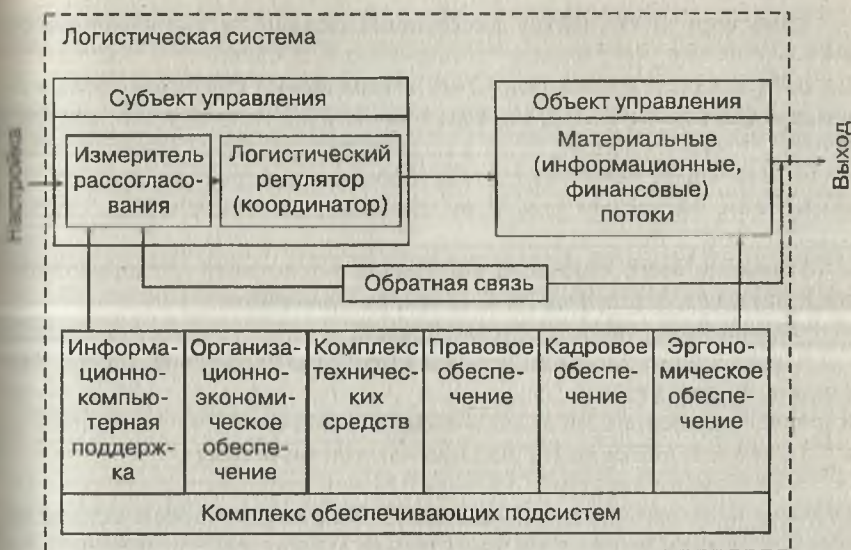 Логистическая система
Субъект управления
Измеритель
рассогласо-
вания
Логистический
регулятор
(координатор)
Объект управления
Материальные
(информационные,
финансовые)
потоки
Настройка
Выход
Обратная связь
Информа-
ционно-
компью-
терная
поддерж-
ка
Организа-
ционно-
экономи-
ческое
обеспе-
чение
Комплекс
техничес-
ких
средств
Правовое
обеспе-
чение
Кадровое
обеспе-
чение
Эргоно-
мическое
обеспе-
чение
Комплекс обеспечивающих подсистем